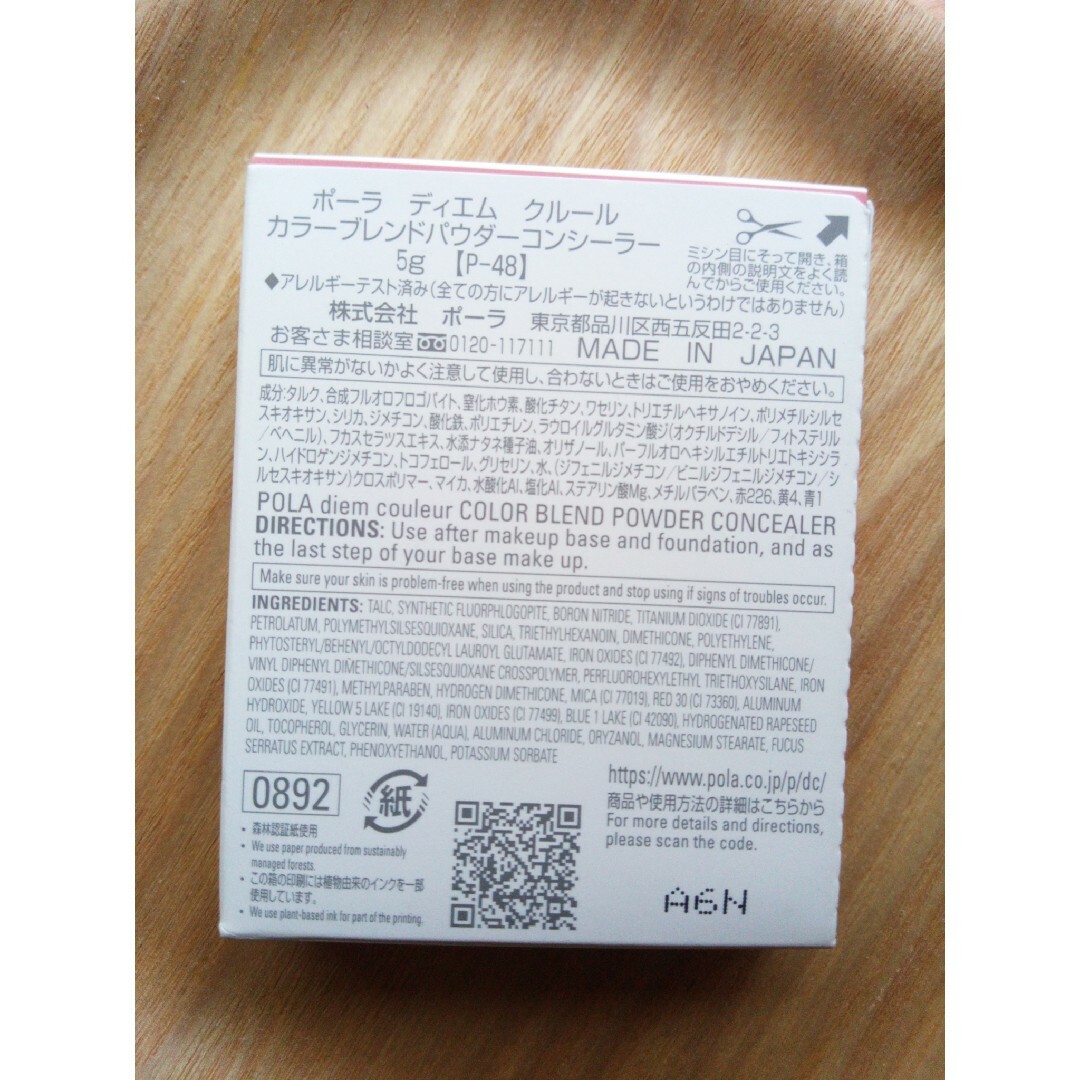 ポーラ ディエム クルール
カラーブレンドパウダーコンシーラー
5g 【P-48】
ミシン目にそって開き、箱
の内側の説明文をよく読
んでからご使用ください。
◆アレルギーテスト済み(全ての方にアレルギーが起きないというわけではありません)
株式会社 ポーラ 東京都品川区西五反田2-2-3
お客さま相談室 0120-117111 MADE IN JAPAN
肌に異常がないかよく注意して使用し、合わないときはご使用をおやめください。
成分:タルク、合成フルオロフロゴパイト、窒化ホウ素、酸化チタン、ワセリン、トリエチルヘキサノイン、ポリメチルシルセ
スキオキサン、シリカ、ジメチコン、酸化鉄、ポリエチレン、ラウロイルグルタミン酸ジ(オクチルドデシル/フィトステリル
/ベヘニル)、フカスセラツスエキス、水添ナタネ種子油、オリザノール、パーフルオロヘキシルエチルトリエトキシシラ
ン、ハイドロゲンジメチコン、トコフェロール、グリセリン、水、(ジフェニルジメチコン/ビニルジフェニルジメチコン/シ
ルセスキオキサン)クロスポリマー、マイカ、水酸化Al、塩化Al、ステアリン酸Mg、メチルパラベン、赤226、黄4、青1
POLA diem couleur COLOR BLEND POWDER CONCEALER
DIRECTIONS: Use after makeup base and foundation, and as
the last step of your base make up.
Make sure your skin is problem-free when using the product and stop using if signs of troubles occur.
INGREDIENTS: TALC, SYNTHETIC FLUORPHLOGOPITE, BORON NITRIDE, TITANIUM DIOXIDE (CI 77891),
PETROLATUM, POLYMETHYLSILSESQUIOXANE, SILICA, TRIETHYLHEXANOIN, DIMETHICONE, POLYETHYLENE,
PHYTOSTERYL/BEHENYL/OCTYLDODECYL LAUROYL GLUTAMATE, IRON OXIDES (CI 77492), DIPHENYL DIMETHICONE/
VINYL DIPHENYL DIMETHICONE/SILSESQUIOXANE CROSSPOLYMER, PERFLUOROHEXYLETHYL TRIETHOXYSILANE, IRON
OXIDES (CI 77491), METHYLPARABEN, HYDROGEN DIMETHICONE, MICA (CI 77019), RED 30 (CI 73360), ALUMINUM
HYDROXIDE, YELLOW 5 LAKE (CI 19140), IRON OXIDES (CI 77499), BLUE 1 LAKE (CI 42090), HYDROGENATED RAPESEED
OIL, TOCOPHEROL, GLYCERIN, WATER (AQUA), ALUMINUM CHLORIDE, ORYZANOL, MAGNESIUM STEARATE, FUCUS
SERRATUS EXTRACT, PHENOXYETHANOL, POTASSIUM SORBATE
0892
紙
・森林認証紙使用
・We use paper produced from sustainably
managed forests.
・この箱の印刷には植物由来のインクを一部
使用しています。
・We use plant-based ink for part of the printing.
https://www.pola.co.jp/p/dc/
商品や使用方法の詳細はこちらから
For more details and directions,
please scan the code.
A6N